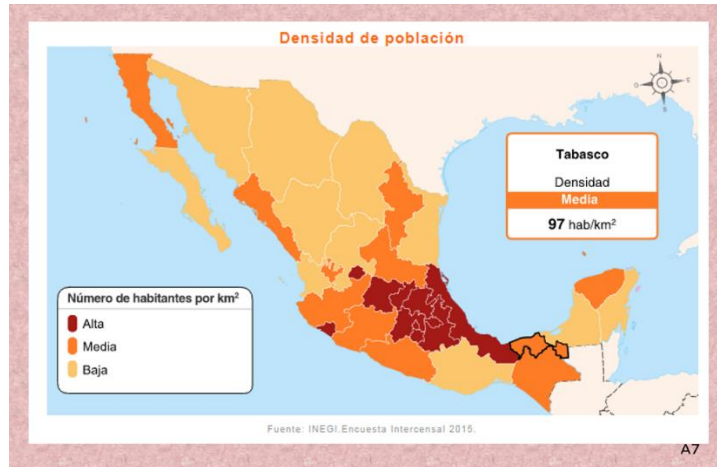 Densidad de población
N
E
S
O
Tabasco
Densidad
Media
97 hab/km²
Número de habitantes por km²
Alta
Media
Baja
Fuente: INEGI.Encuesta Intercensal 2015.
A7